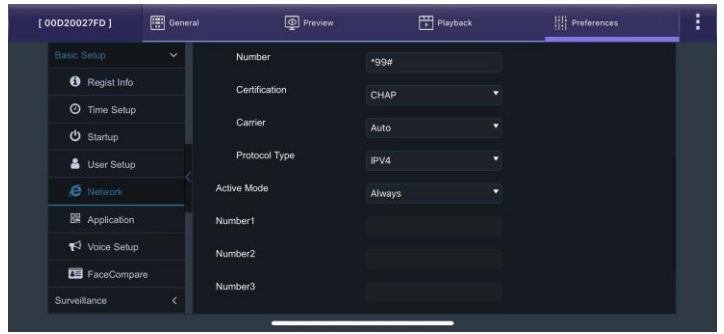 [ 00D20027FD ]
General
Preview
Playback
Preferences
Basic Setup
Regist Info
Time Setup
Startup
User Setup
Network
Application
Voice Setup
FaceCompare
Surveillance
Number
*99#
Certification
CHAP
Carrier
Auto
Protocol Type
IPV4
Active Mode
Always
Number1
Number2
Number3